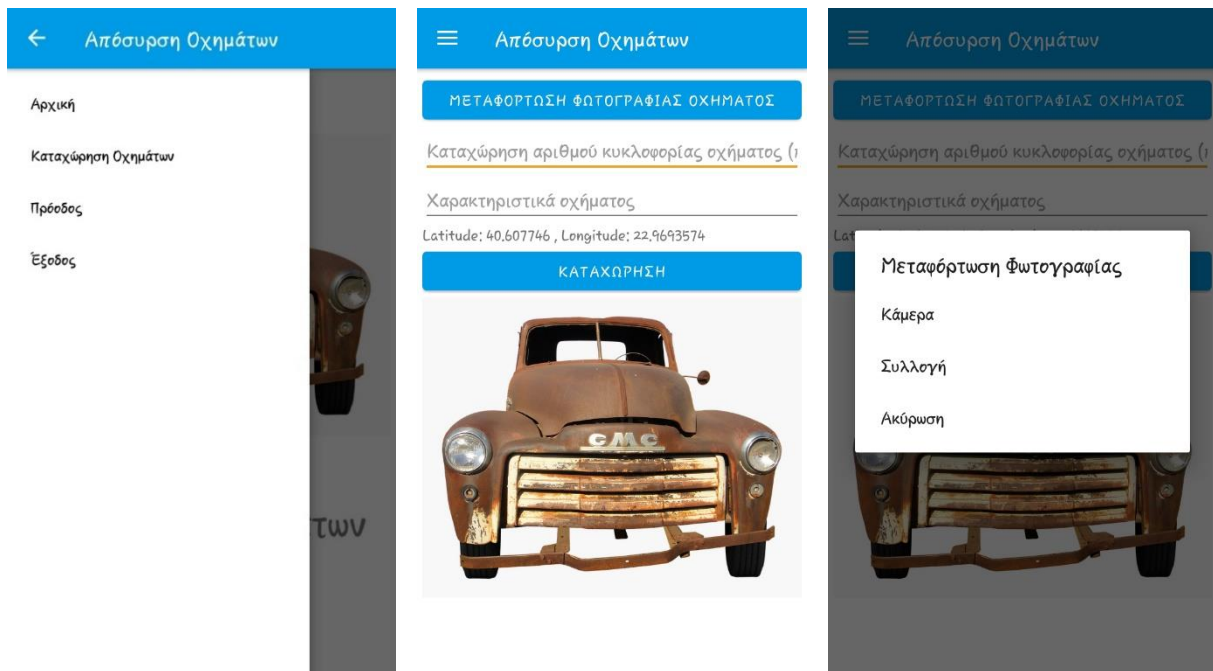 Απόσυρση Οχημάτων
Αρχική
Καταχώρηση Οχημάτων
Πρόοδος
Έξοδος
των
Απόσυρση Οχημάτων
ΜΕΤΑΦΟΡΤΩΣΗ ΦΩΤΟΓΡΑΦΙΑΣ ΟΧΗΜΑΤΟΣ
Καταχώρηση αριθμού κυκλοφορίας οχήματος (
Χαρακτηριστικά οχήματος
Latitude: 40.607746 , Longitude: 22.9693574
ΚΑΤΑΧΩΡΗΣΗ
GMC
Απόσυρση Οχημάτων
ΜΕΤΑΦΟΡΤΩΣΗ ΦΩΤΟΓΡΑΦΙΑΣ ΟΧΗΜΑΤΟΣ
Καταχώρηση αριθμού κυκλοφορίας οχήματος (
Χαρακτηριστικά οχήματος
Lat
Μεταφόρτωση Φωτογραφίας
Κάμερα
Συλλογή
Ακύρωση